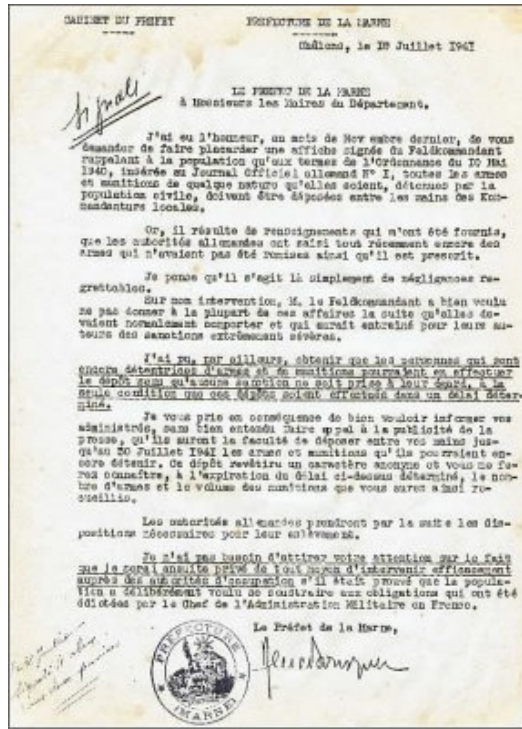 CABINET DU PREFET
PREFECTURE DE LA MARNE
Châlons, le 18 Juillet 1941
Signalé
LE PREFET DE LA MARNE
à Messieurs les Maires du Département.
J'ai eu l'honneur, au mois de Novembre dernier, de vous
demander de faire placarder une affiche signée du Feldkommandant
rappelant à la population qu'aux termes de l'Ordonnance du 10 Mai
1940, insérée au Journal Officiel allemand N° I, toutes les armes
et munitions de quelque nature qu'elles soient, détenues par la
population civile, doivent être déposées entre les mains des Kom-
mandanturs locales.
Or, il résulte de renseignements qui m'ont été fournis,
que les autorités allemandes ont saisi tout récemment encore des
armes qui n'avaient pas été remises ainsi qu'il est prescrit.
Je pense qu'il s'agit là simplement de négligences re-
grettables.
Sur mon intervention, M. le Feldkommandant a bien voulu
ne pas donner à la plupart de ces affaires la suite qu'elles de-
vaient normalement comporter et qui aurait entraîné pour leurs au-
teurs des sanctions extrêmement sévères.
J'ai pu, par ailleurs, obtenir que les personnes qui sont
encore détentrices d'armes et de munitions pourraient en effectuer
le dépôt sans qu'aucune sanction ne soit prise à leur égard, à la
seule condition que ces dépôts soient effectués dans un délai déter-
miné.
Je vous prie en conséquence de bien vouloir informer vos
administrés, sans bien entendu faire appel à la publicité de la
presse, qu'ils auront la faculté de déposer entre vos mains jus-
qu'au 30 Juillet 1941 les armes et munitions qu'ils pourraient en-
core détenir. Ce dépôt revêtira un caractère anonyme et vous me fe-
rez connaître, à l'expiration du délai ci-dessus déterminé, le nom-
bre d'armes et le volume des munitions que vous aurez ainsi re-
cueillis.
Les autorités allemandes prendront par la suite les dis-
positions nécessaires pour leur enlèvement.
Je n'ai pas besoin d'attirer votre attention sur le fait
que je serai ensuite privé de tout moyen d'intervenir efficacement
auprès des autorités d'occupation s'il était prouvé que la popula-
tion a délibérément voulu se soustraire aux obligations qui ont été
édictées par le Chef de l'Administration Militaire en France.
Le Préfet de la Marne,
PREFECTURE
(MARNE)